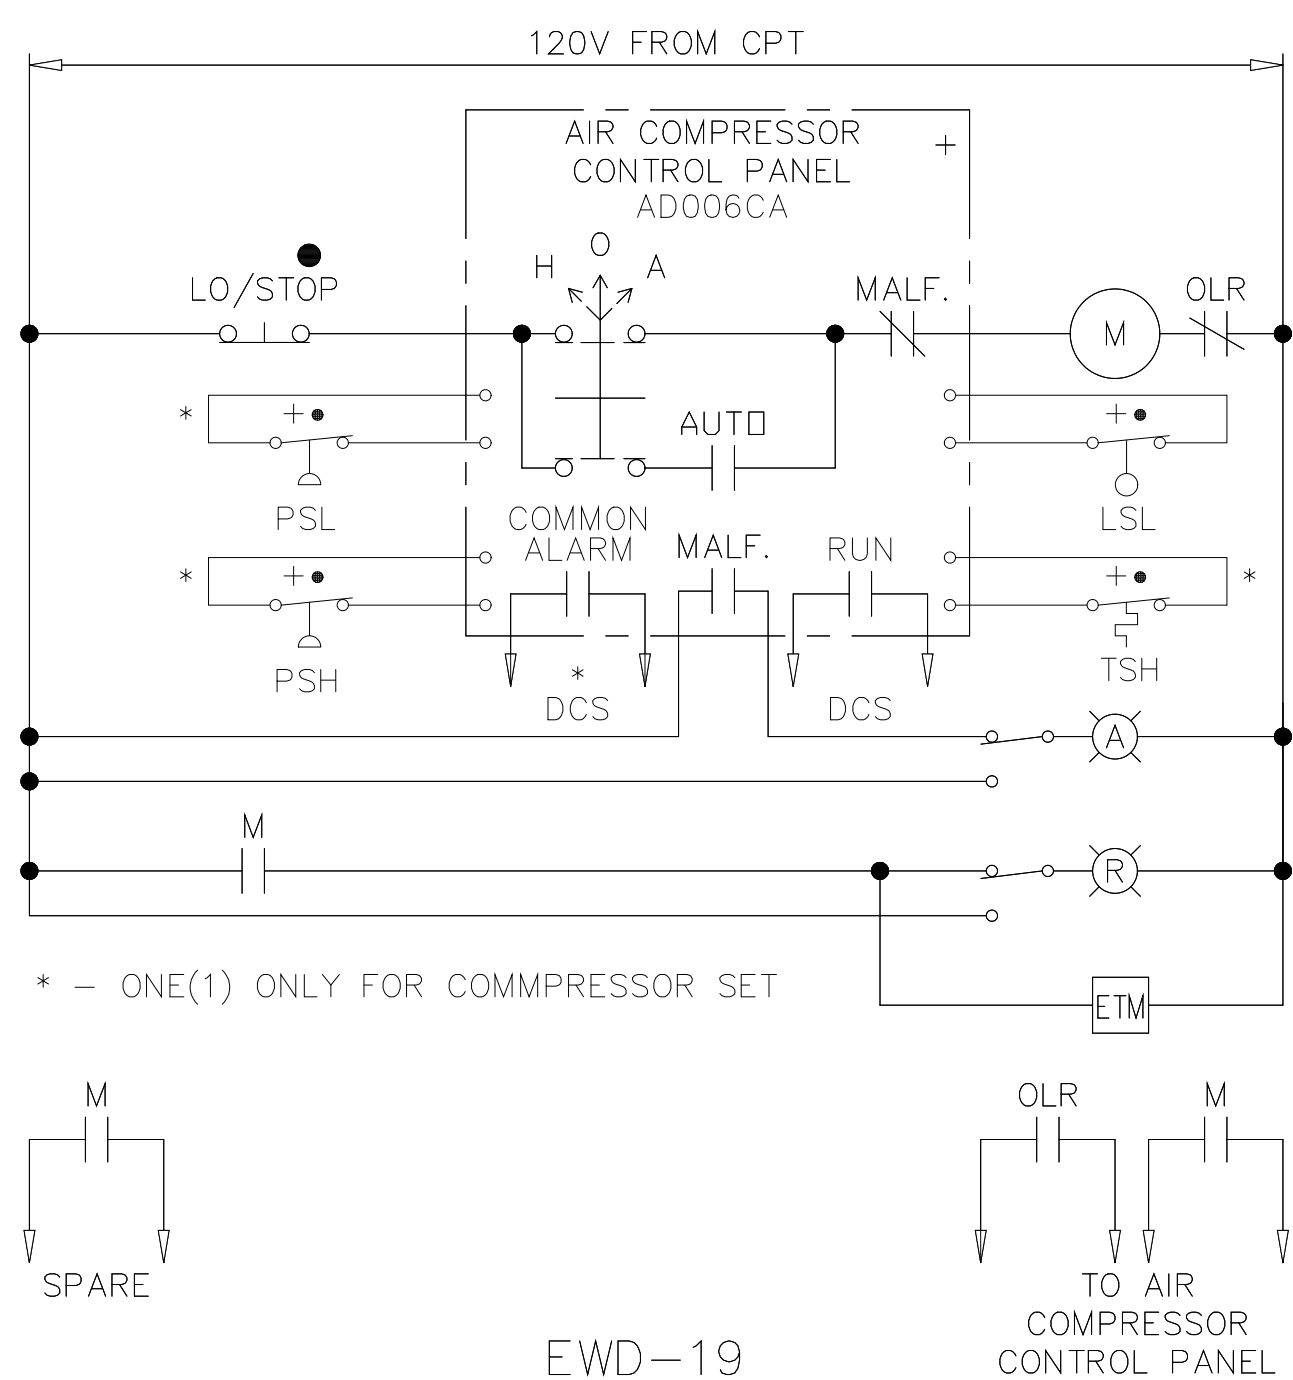 120V FROM CPT
AIR COMPRESSOR
CONTROL PANEL
AD006CA
+
O
H
A
LO/STOP
MALF.
OLR
M
*
+
+
AUTO
PSL
LSL
COMMON
ALARM
MALF.
RUN
*
+
+
*
PSH
*
DCS
DCS
TSH
A
M
R
* - ONE(1) ONLY FOR COMMPRESSOR SET
ETM
M
OLR
M
SPARE
TO AIR
COMPRESSOR
CONTROL PANEL
EWD-19